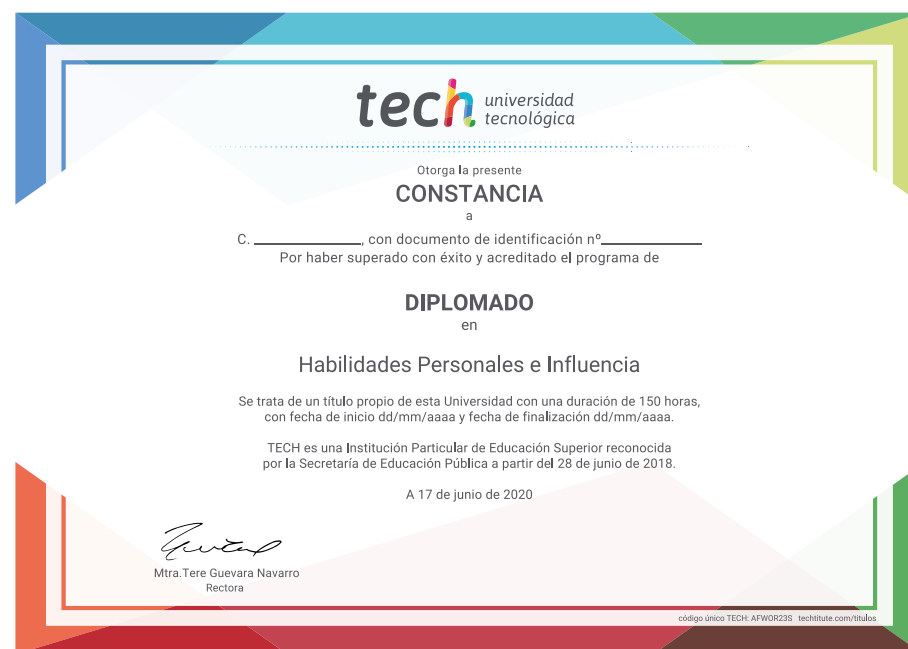 tech universidad
tecnológica
Otorga la presente
CONSTANCIA
a
C. ______________, con documento de identificación nº_____________
Por haber superado con éxito y acreditado el programa de
DIPLOMADO
en
Habilidades Personales e Influencia
Se trata de un título propio de esta Universidad con una duración de 150 horas,
con fecha de inicio dd/mm/aaaa y fecha de finalización dd/mm/aaaa.
TECH es una Institución Particular de Educación Superior reconocida
por la Secretaría de Educación Pública a partir del 28 de junio de 2018.
A 17 de junio de 2020
Mtra.Tere Guevara Navarro
Rectora
código único TECH: AFWOR23S techtitute.com/titulos